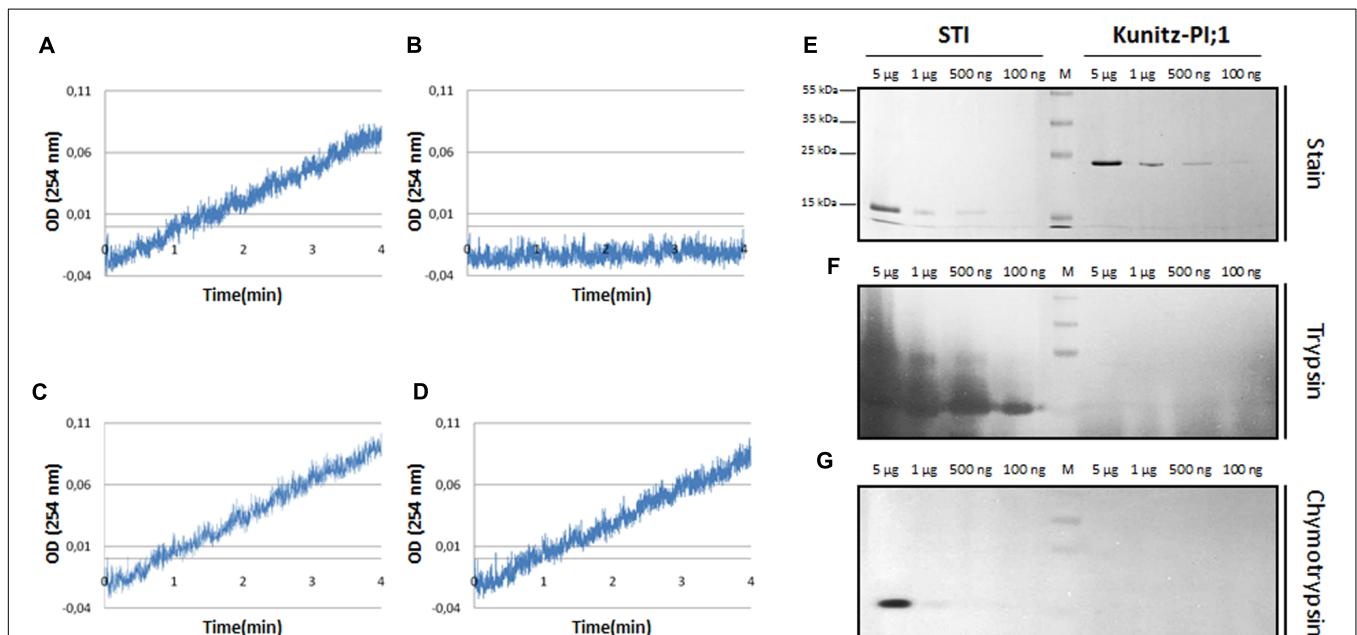 A
0,11
0,06
0,01
-0,04
OD (254 nm)
0 1 2 3 4
Time(min)
B
0,11
0,06
0,01
-0,04
OD (254 nm)
0 1 2 3 4
Time(min)
C
0,11
0,06
0,01
-0,04
OD (254 nm)
0 1 2 3 4
Time(min)
D
0,11
0,06
0,01
-0,04
OD (254 nm)
0 1 2 3 4
Time(min)
E
STI Kunitz-PI;1
5 µg 1 µg 500 ng 100 ng M 5 µg 1 µg 500 ng 100 ng
55 kDa
35 kDa
25 kDa
15 kDa
Stain
F
5 µg 1 µg 500 ng 100 ng M 5 µg 1 µg 500 ng 100 ng
Trypsin
G
5 µg 1 µg 500 ng 100 ng M 5 µg 1 µg 500 ng 100 ng
Chymotrypsin